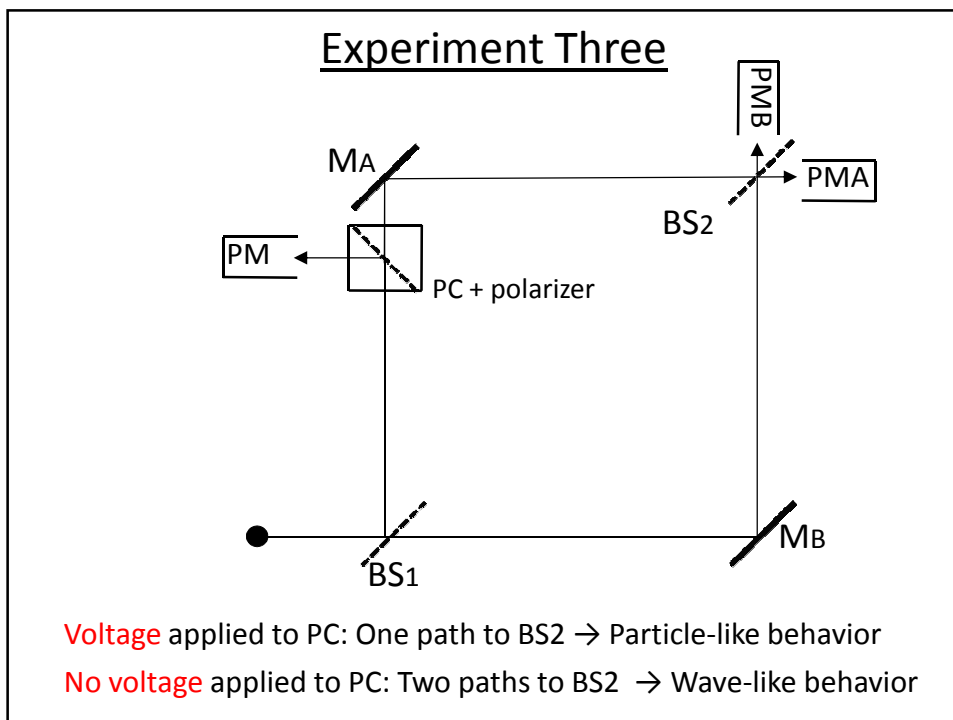 Experiment Three
PMB
MA
PMA
BS2
PM
PC + polarizer
MB
BS1
Voltage applied to PC: One path to BS2 → Particle-like behavior
No voltage applied to PC: Two paths to BS2 → Wave-like behavior